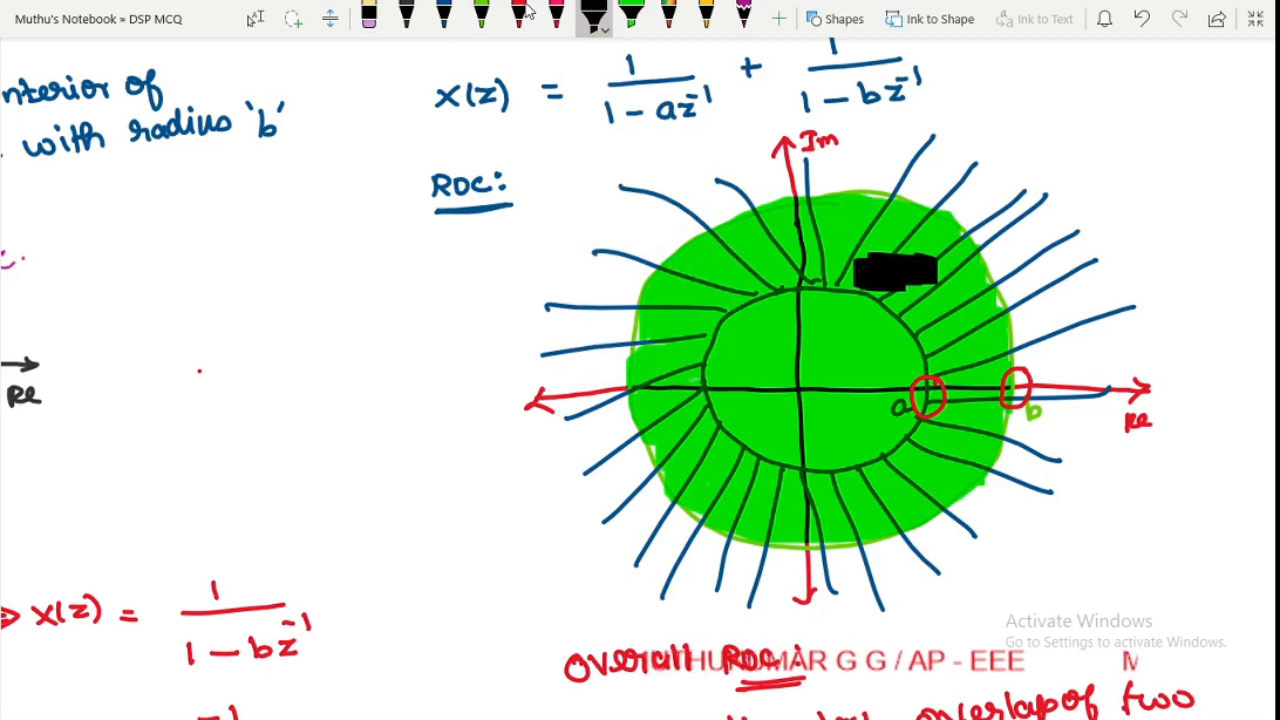 Muthu's Notebook » DSP MCQ
Shapes
Ink to Shape
Ink to Text
nterior of
with radius 'b'
X(z) = 1/(1 - az⁻¹) + 1/(1 - bz⁻¹)
ROC:
Im
a
b
Re
Re
c.
X(z) = 1/(1 - bz⁻¹)
Activate Windows
Go to Settings to activate Windows.
Overall ROC:
HUKUMAR G G / AP - EEE M
overlap of two